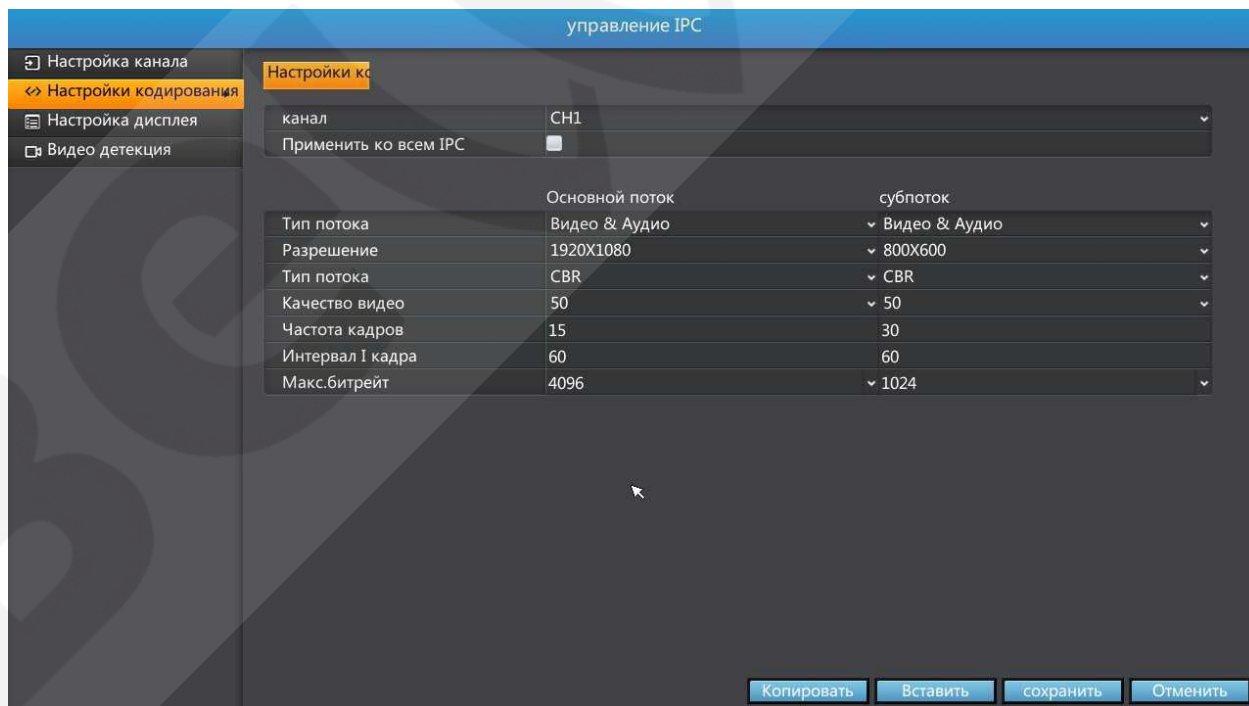 управление IPC
Настройка канала
Настройки кодирования
Настройка дисплея
Видео детекция
Настройки ко
канал CH1
Применить ко всем IPC
Основной поток субпоток
Тип потока Видео & Аудио Видео & Аудио
Разрешение 1920X1080 800X600
Тип потока CBR CBR
Качество видео 50 50
Частота кадров 15 30
Интервал I кадра 60 60
Макс.битрейт 4096 1024
Копировать Вставить сохранить Отменить